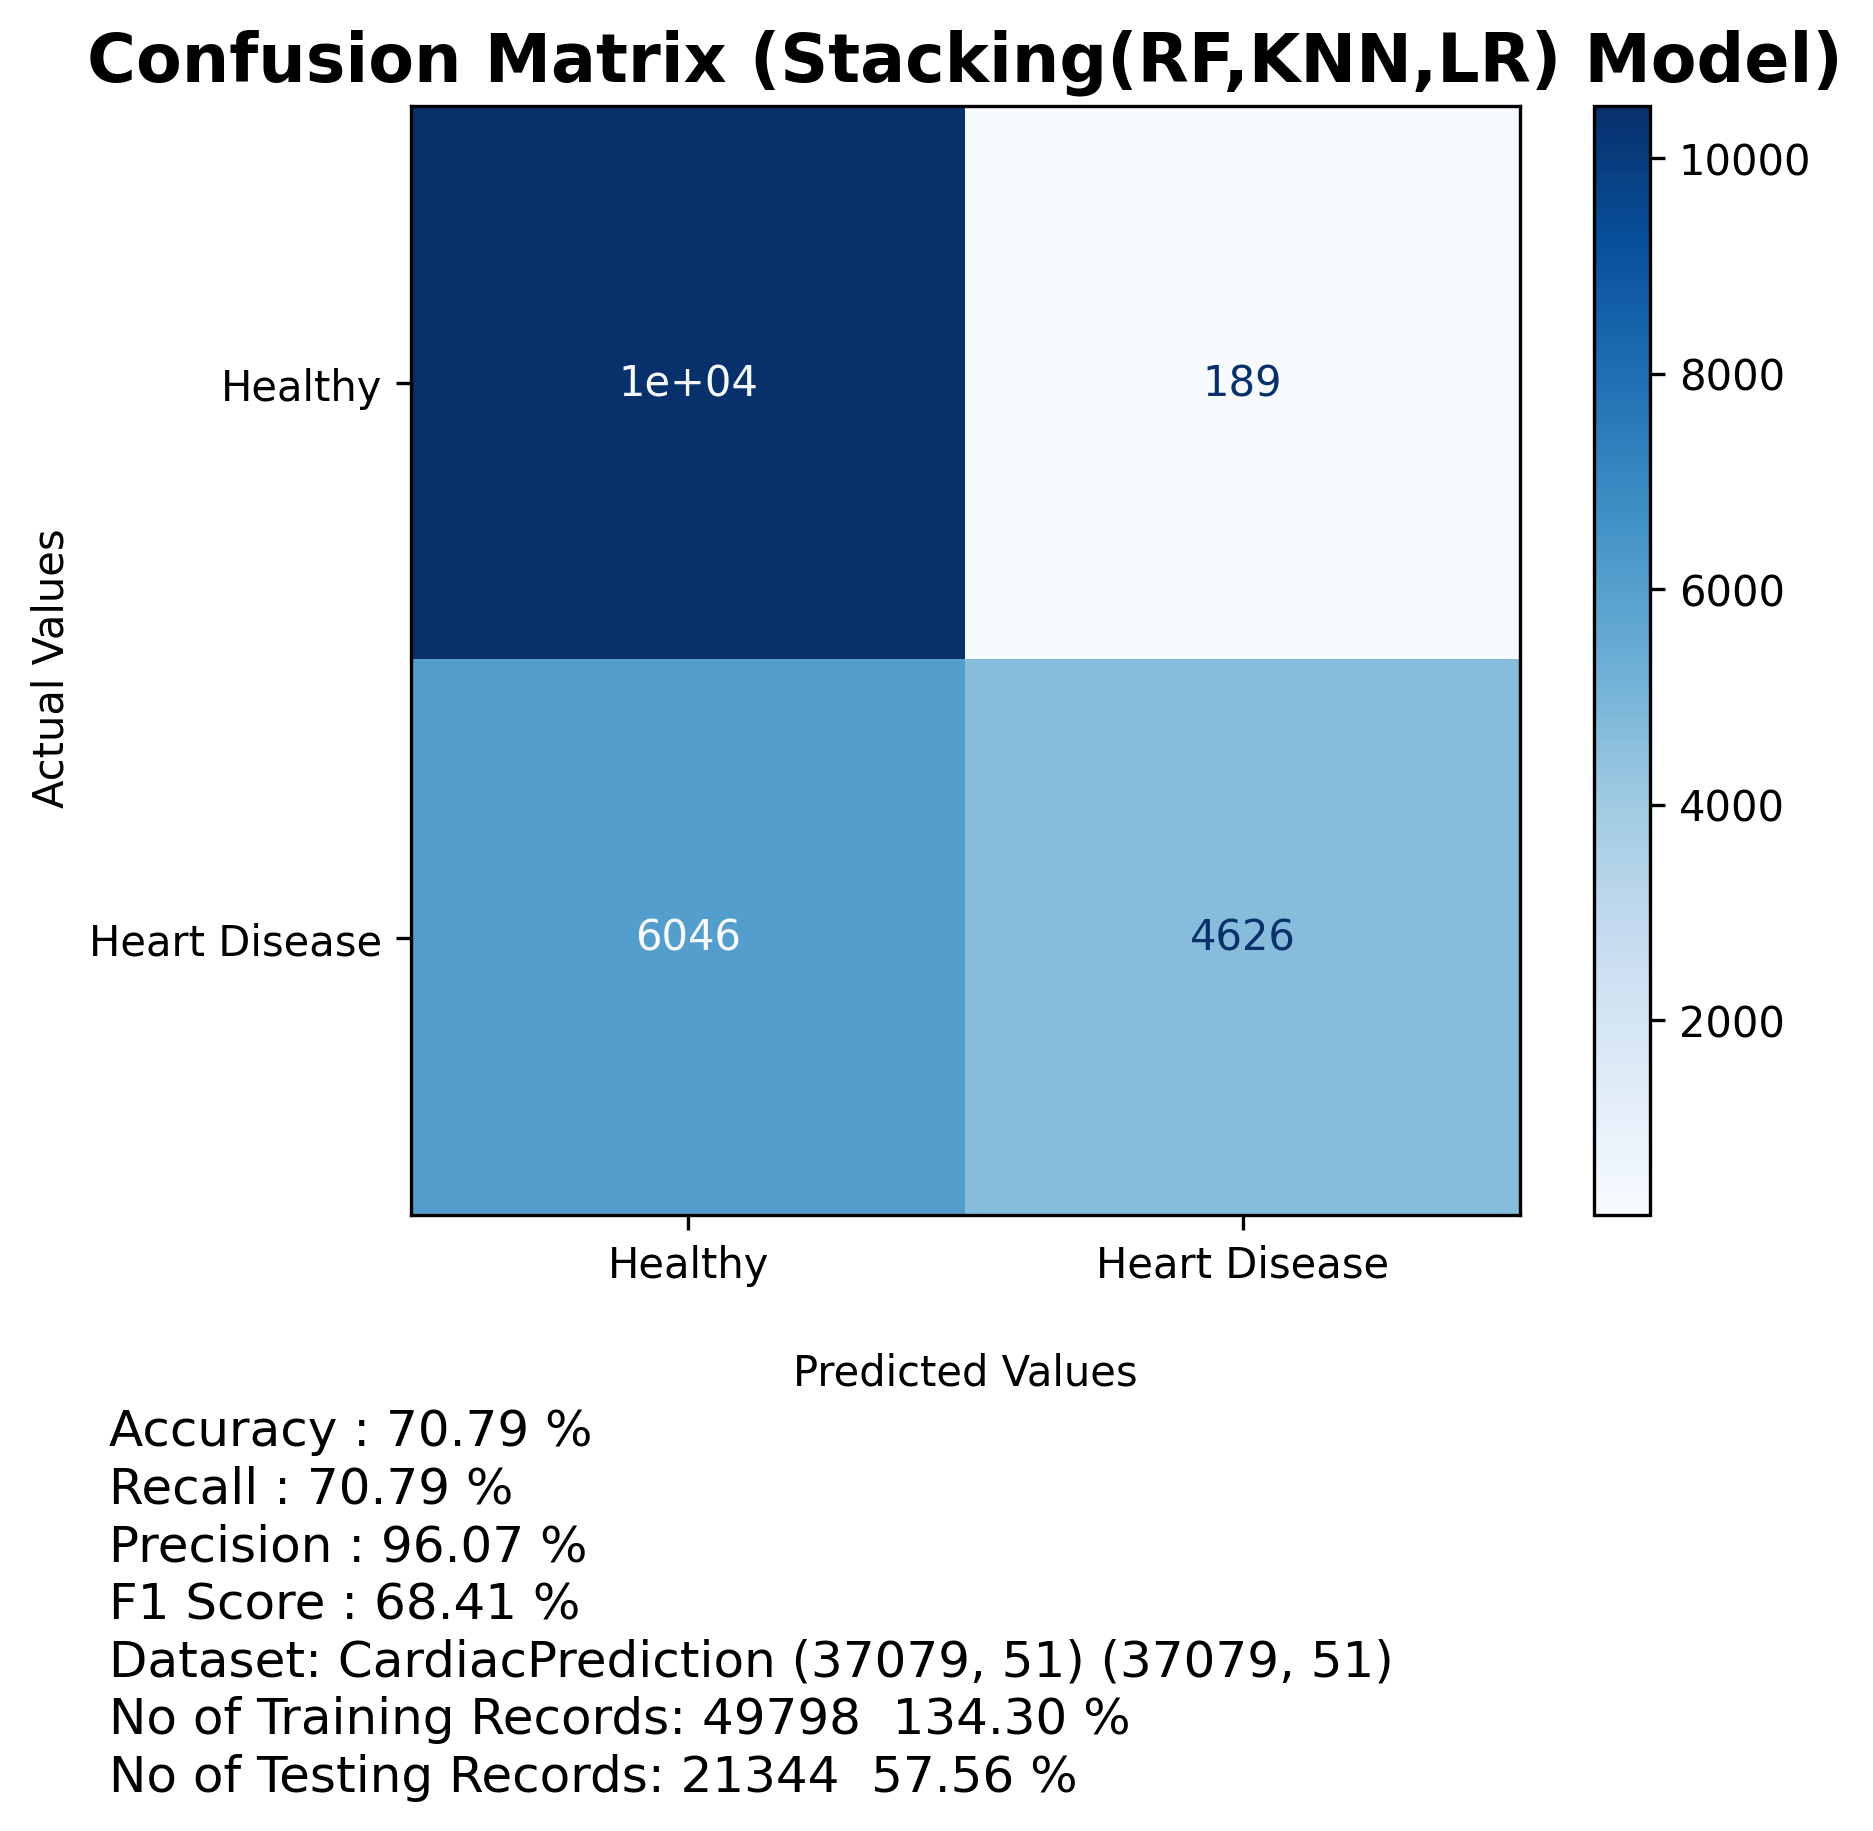 Confusion Matrix (Stacking(RF,KNN,LR) Model)
10000
8000
6000
4000
2000
Actual Values
Healthy
1e+04
189
Heart Disease
6046
4626
Healthy
Heart Disease
Predicted Values
Accuracy : 70.79 %
Recall : 70.79 %
Precision : 96.07 %
F1 Score : 68.41 %
Dataset: CardiacPrediction (37079, 51) (37079, 51)
No of Training Records: 49798  134.30 %
No of Testing Records: 21344  57.56 %